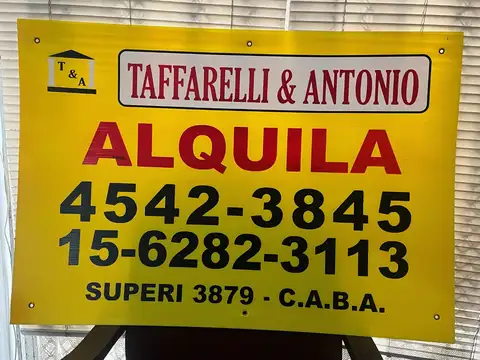 T & A
TAFFARELLI & ANTONIO
ALQUILA
4542-3845
15-6282-3113
SUPERI 3879 - C.A.B.A.